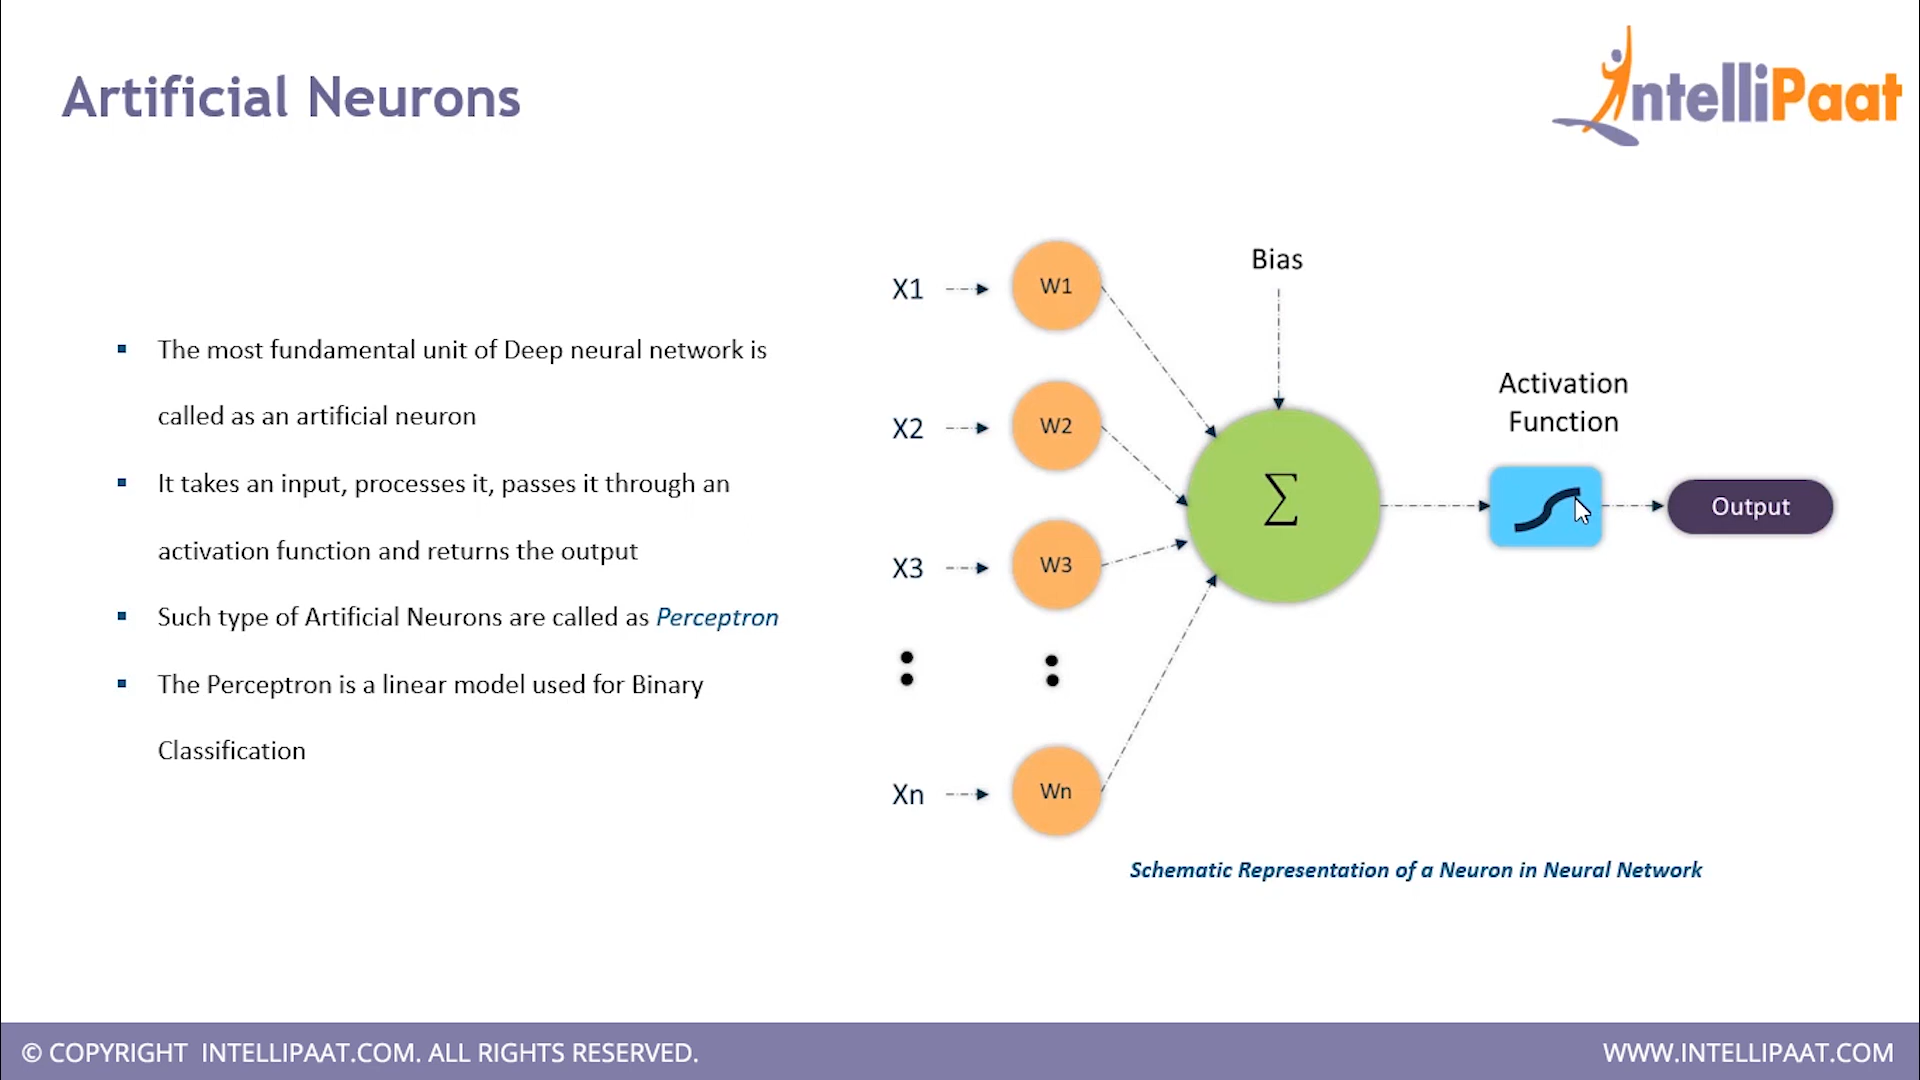 Artificial Neurons
IntelliPaat
The most fundamental unit of Deep neural network is
called as an artificial neuron
It takes an input, processes it, passes it through an
activation function and returns the output
Such type of Artificial Neurons are called as Perceptron
The Perceptron is a linear model used for Binary
Classification
Bias
X1
W1
X2
W2
X3
W3
Xn
Wn
∑
Activation
Function
Output
Schematic Representation of a Neuron in Neural Network
© COPYRIGHT INTELLIPAAT.COM. ALL RIGHTS RESERVED.
WWW.INTELLIPAAT.COM